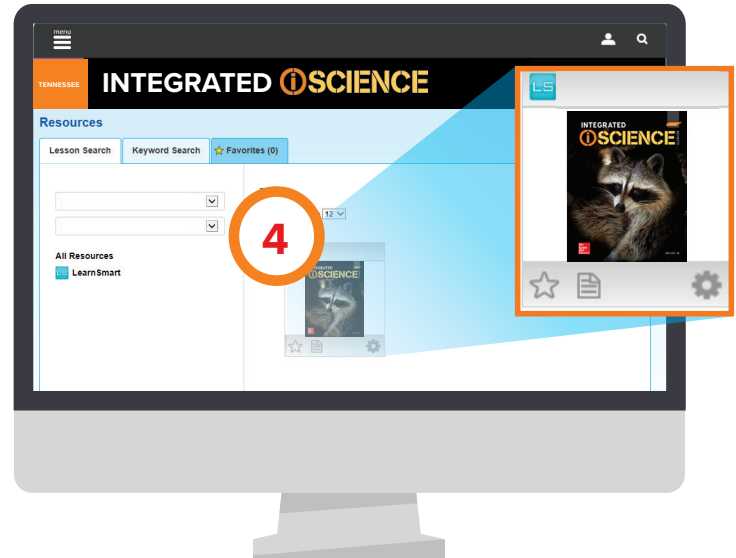 menu
TENNESSEE
INTEGRATED iSCIENCE
Resources
Lesson Search
Keyword Search
Favorites (0)
12
4
All Resources
LS LearnSmart
INTEGRATED
iSCIENCE
LS
INTEGRATED
iSCIENCE